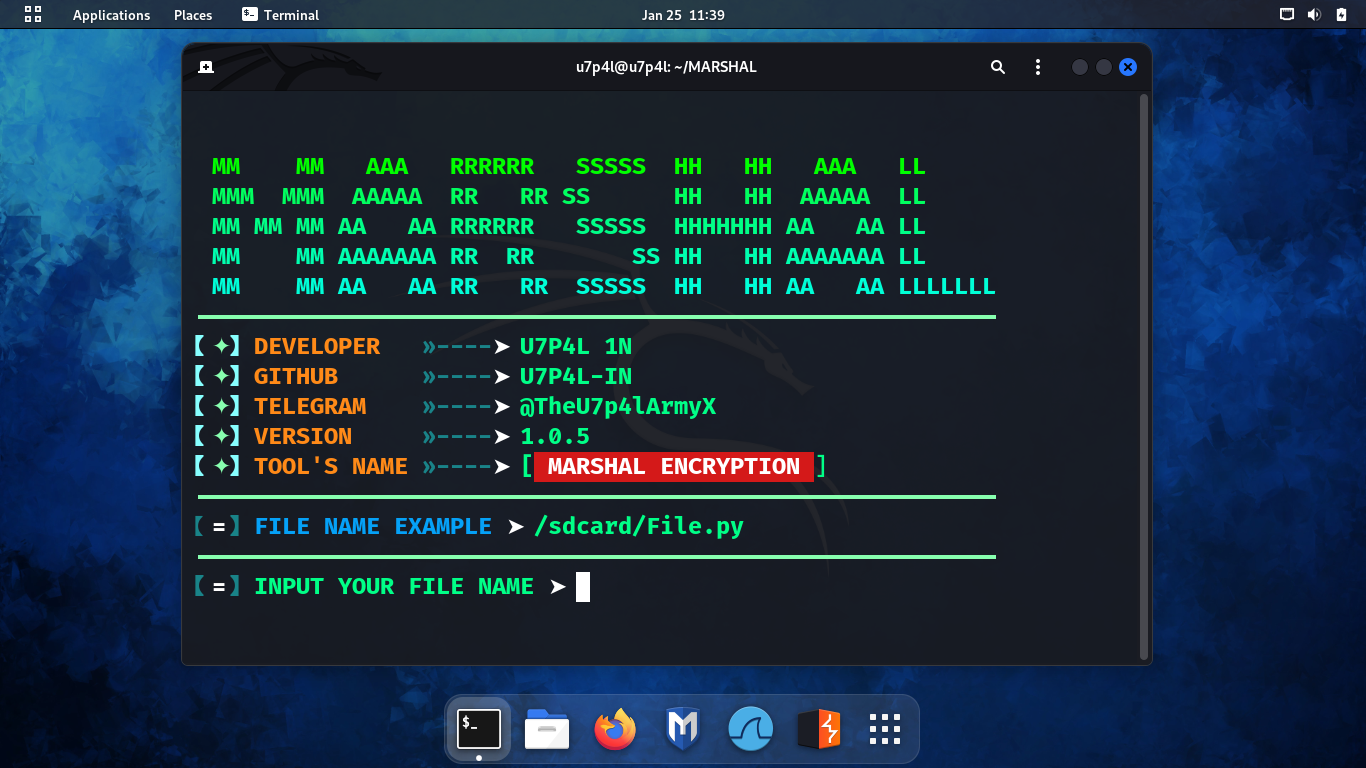 Applications Places Terminal Jan 25 11:39
u7p4l@u7p4l: ~/MARSHAL
MM    MM   AAA   RRRRRR   SSSSS  HH   HH   AAA   LL
MMM  MMM  AAAAA  RR   RR SS      HH   HH  AAAAA  LL
MM MM MM AA   AA RRRRRR   SSSSS  HHHHHHH AA   AA LL
MM    MM AAAAAAA RR  RR       SS HH   HH AAAAAAA LL
MM    MM AA   AA RR   RR  SSSSS  HH   HH AA   AA LLLLLLL
【 ✦】 DEVELOPER   »----➤ U7P4L 1N
【 ✦】 GITHUB      »----➤ U7P4L-IN
【 ✦】 TELEGRAM    »----➤ @TheU7p4lArmyX
【 ✦】 VERSION     »----➤ 1.0.5
【 ✦】 TOOL'S NAME »----➤ [ MARSHAL ENCRYPTION ]
【 =】 FILE NAME EXAMPLE ➤ /sdcard/File.py
【 =】 INPUT YOUR FILE NAME ➤
$_